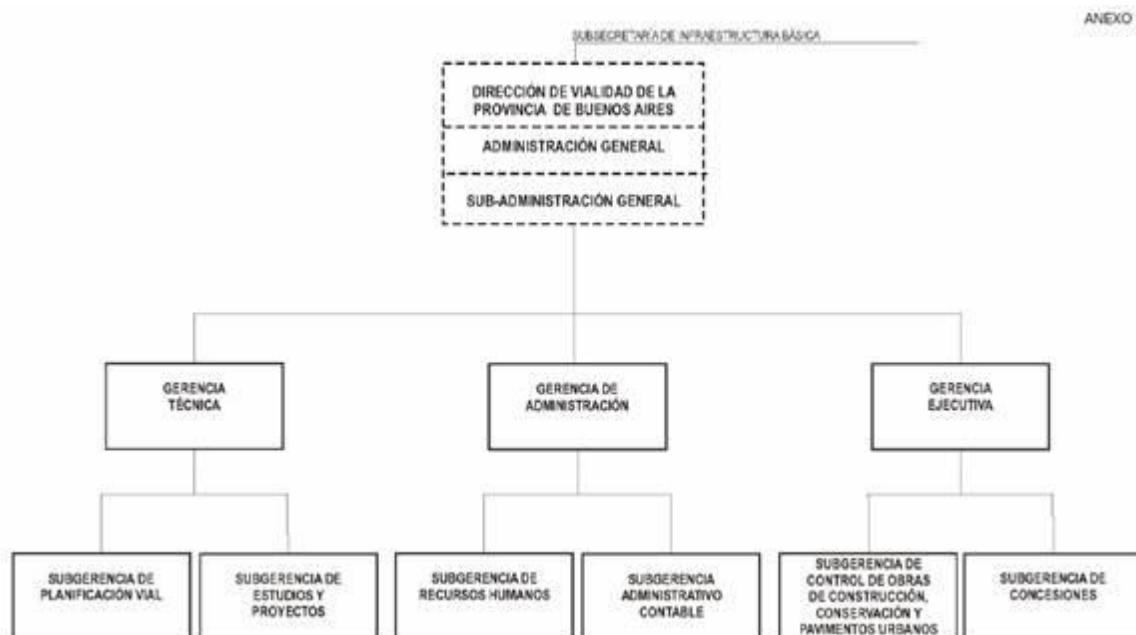 ANEXO
SUBSECRETARÍA DE INFRAESTRUCTURA BÁSICA
DIRECCIÓN DE VIALIDAD DE LA
PROVINCIA DE BUENOS AIRES
ADMINISTRACIÓN GENERAL
SUB-ADMINISTRACIÓN GENERAL
GERENCIA
TÉCNICA
GERENCIA DE
ADMINISTRACIÓN
GERENCIA
EJECUTIVA
SUBGERENCIA DE
PLANIFICACIÓN VIAL
SUBGERENCIA DE
ESTUDIOS Y
PROYECTOS
SUBGERENCIA DE
RECURSOS HUMANOS
SUBGERENCIA
ADMINISTRATIVO
CONTABLE
SUBGERENCIA DE
CONTROL DE OBRAS
DE CONSTRUCCIÓN,
CONSERVACIÓN Y
PAVIMENTOS URBANOS
SUBGERENCIA DE
CONCESIONES